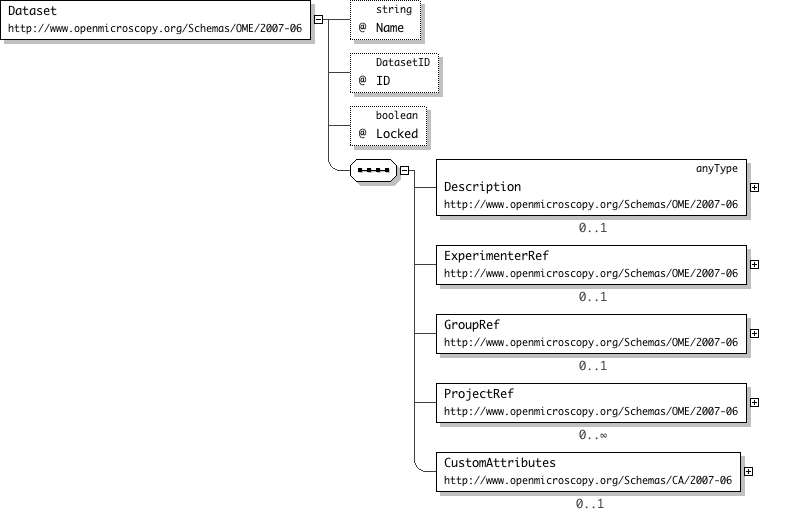 Dataset
http://www.openmicroscopy.org/Schemas/OME/2007-06
string
@ Name
DatasetID
@ ID
boolean
@ Locked
anyType
Description
http://www.openmicroscopy.org/Schemas/OME/2007-06
0..1
ExperimenterRef
http://www.openmicroscopy.org/Schemas/OME/2007-06
0..1
GroupRef
http://www.openmicroscopy.org/Schemas/OME/2007-06
0..1
ProjectRef
http://www.openmicroscopy.org/Schemas/OME/2007-06
0..∞
CustomAttributes
http://www.openmicroscopy.org/Schemas/CA/2007-06
0..1